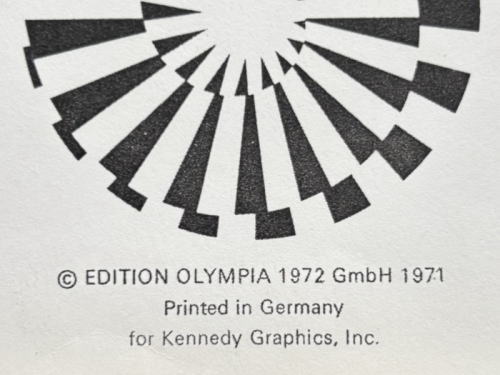 © EDITION OLYMPIA 1972 GmbH 1971
Printed in Germany
for Kennedy Graphics, Inc.